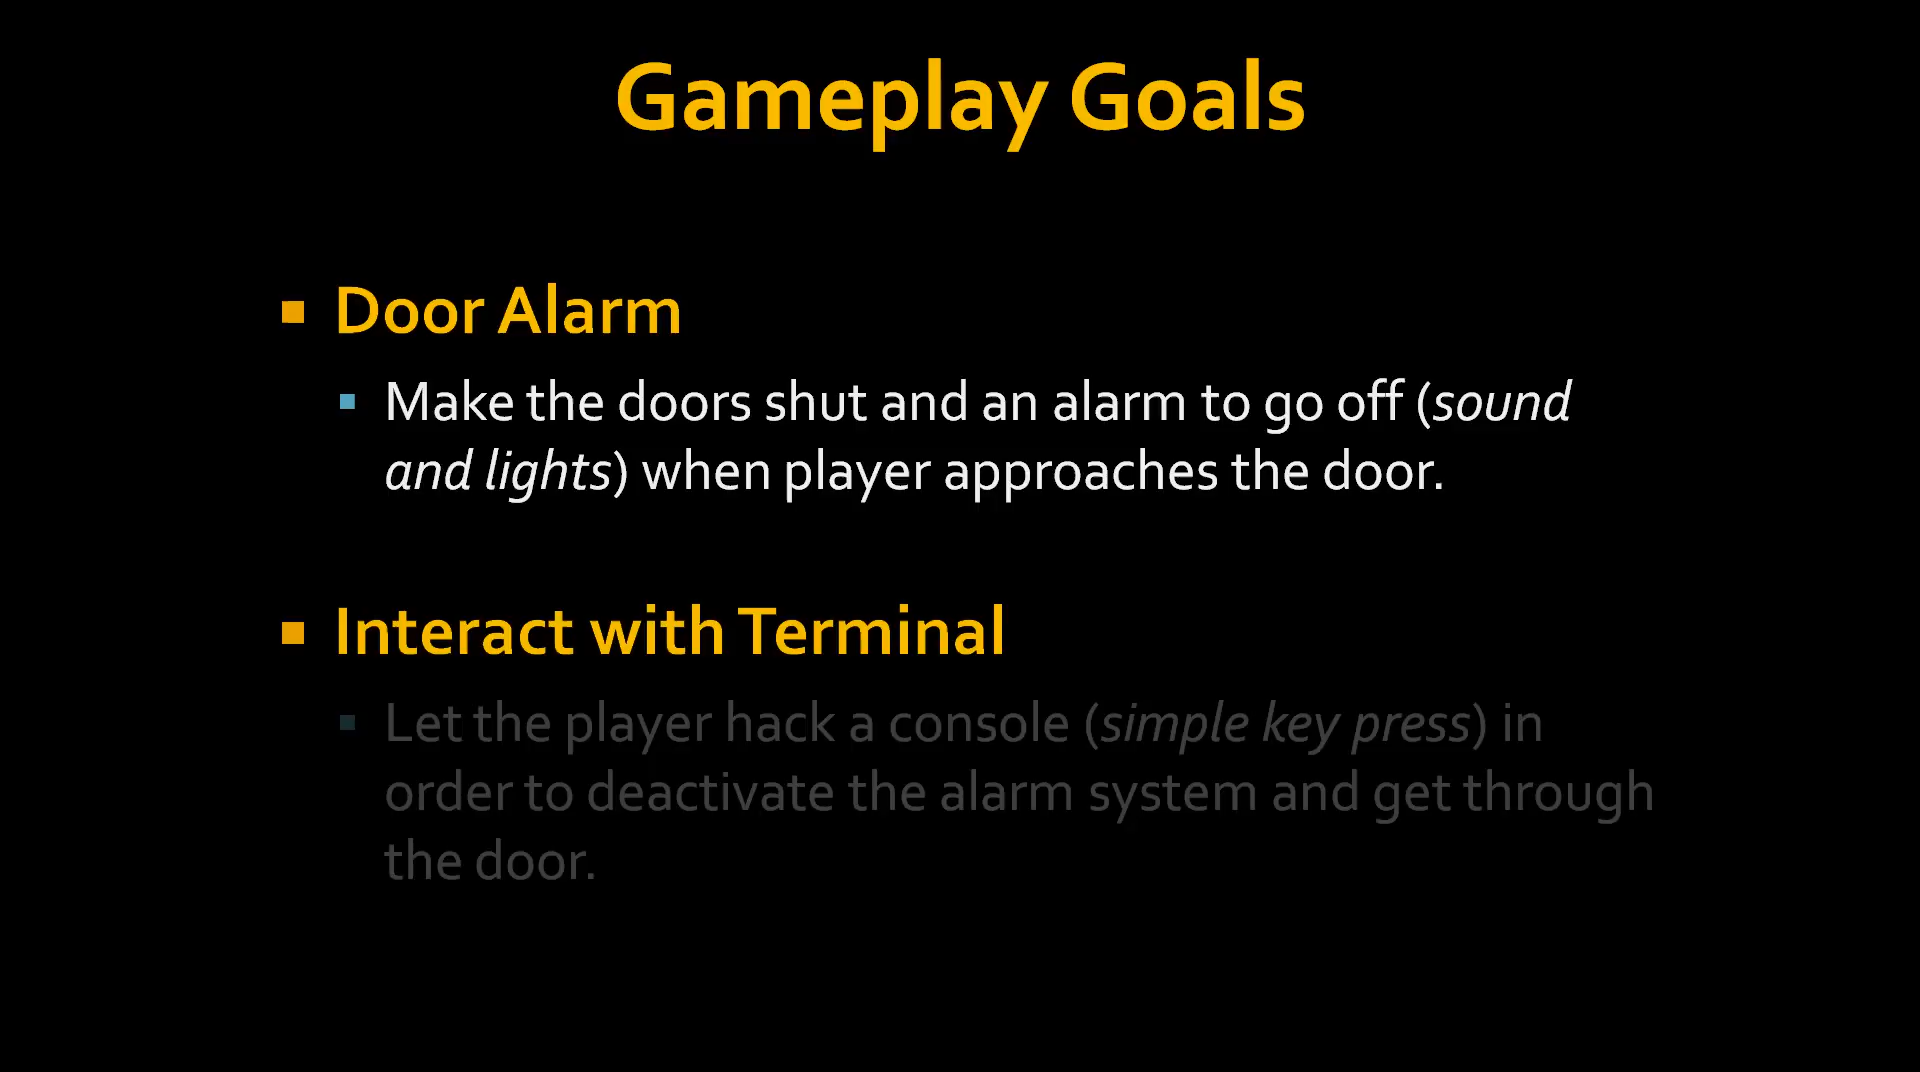 Gameplay Goals
Door Alarm
Make the doors shut and an alarm to go off (sound
and lights) when player approaches the door.
Interact with Terminal
Let the player hack a console (simple key press) in
order to deactivate the alarm system and get through
the door.